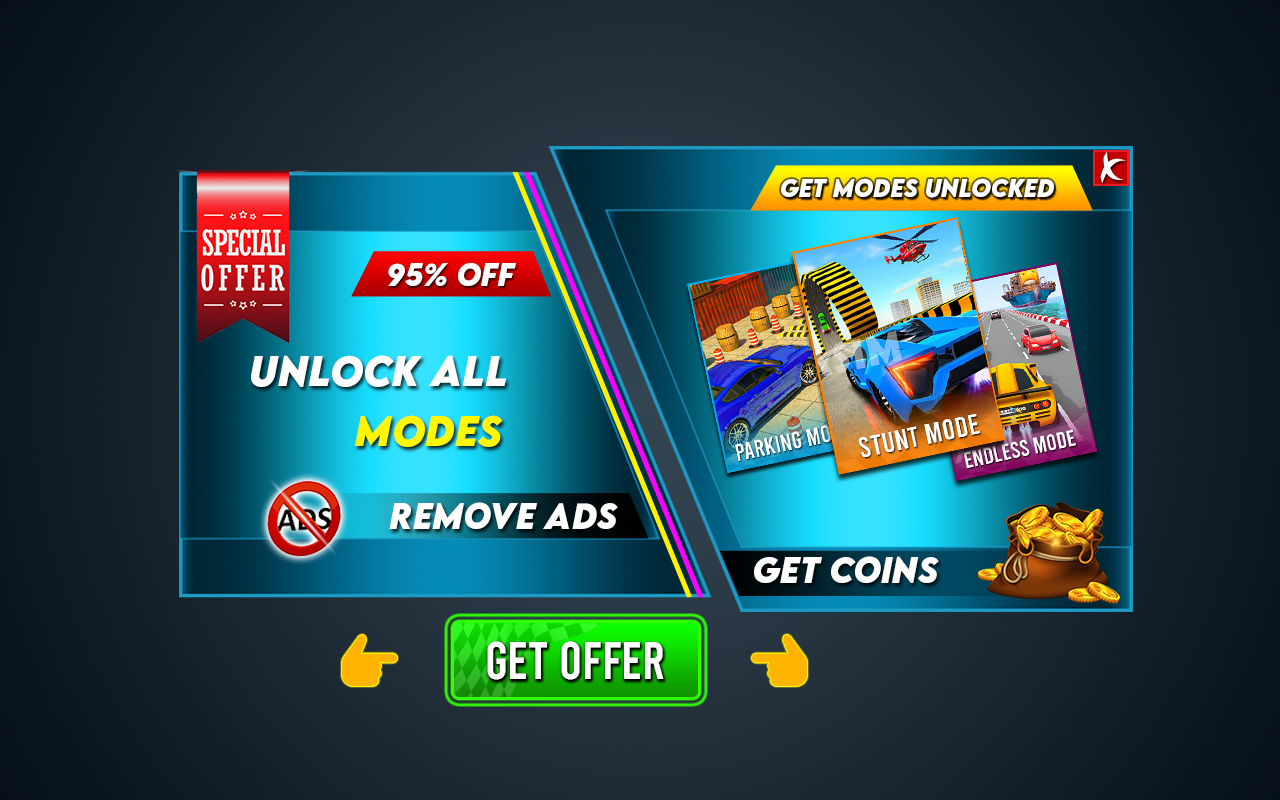 SPECIAL
OFFER
95% OFF
UNLOCK ALL
MODES
ADS
REMOVE ADS
GET MODES UNLOCKED
PARKING MO
STUNT MODE
ENDLESS MODE
GET COINS
GET OFFER